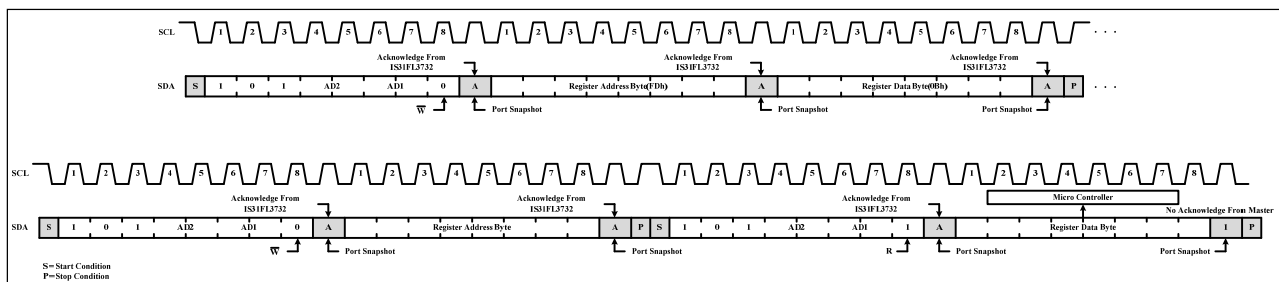 SCL 1 2 3 4 5 6 7 8 1 2 3 4 5 6 7 8 1 2 3 4 5 6 7 8 . . .
Acknowledge From IS31FL3732
Acknowledge From IS31FL3732
Acknowledge From IS31FL3732
SDA S 1 0 1 AD2 AD1 0 A Register Address Byte(FDh) A Register Data Byte(0Bh) A P . . .
W Port Snapshot Port Snapshot Port Snapshot
SCL 1 2 3 4 5 6 7 8 1 2 3 4 5 6 7 8 1 2 3 4 5 6 7 8 1 2 3 4 5 6 7 8
Micro Controller
Acknowledge From IS31FL3732
Acknowledge From IS31FL3732
Acknowledge From IS31FL3732
No Acknowledge From Master
SDA S 1 0 1 AD2 AD1 0 A Register Address Byte A P S 1 0 1 AD2 AD1 1 A Register Data Byte 1 P
W Port Snapshot Port Snapshot R Port Snapshot Port Snapshot
S=Start Condition
P=Stop Condition